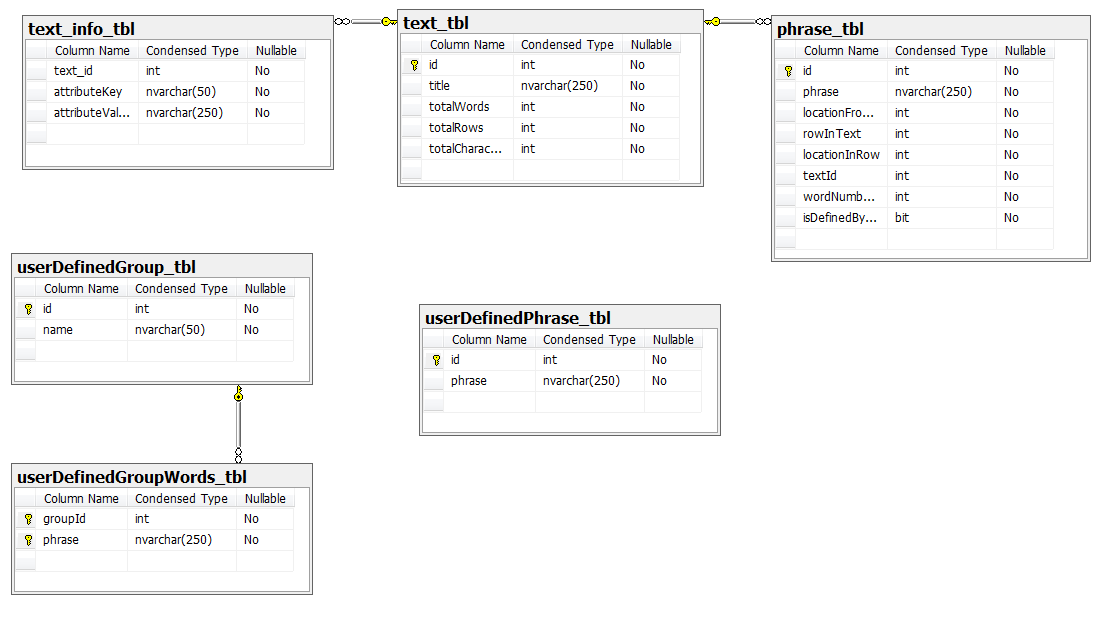 text_info_tbl
Column Name Condensed Type Nullable
text_id int No
attributeKey nvarchar(50) No
attributeVal... nvarchar(250) No
text_tbl
Column Name Condensed Type Nullable
id int No
title nvarchar(250) No
totalWords int No
totalRows int No
totalCharac... int No
phrase_tbl
Column Name Condensed Type Nullable
id int No
phrase nvarchar(250) No
locationFro... int No
rowInText int No
locationInRow int No
textId int No
wordNumb... int No
isDefinedBy... bit No
userDefinedGroup_tbl
Column Name Condensed Type Nullable
id int No
name nvarchar(50) No
userDefinedPhrase_tbl
Column Name Condensed Type Nullable
id int No
phrase nvarchar(250) No
userDefinedGroupWords_tbl
Column Name Condensed Type Nullable
groupId int No
phrase nvarchar(250) No